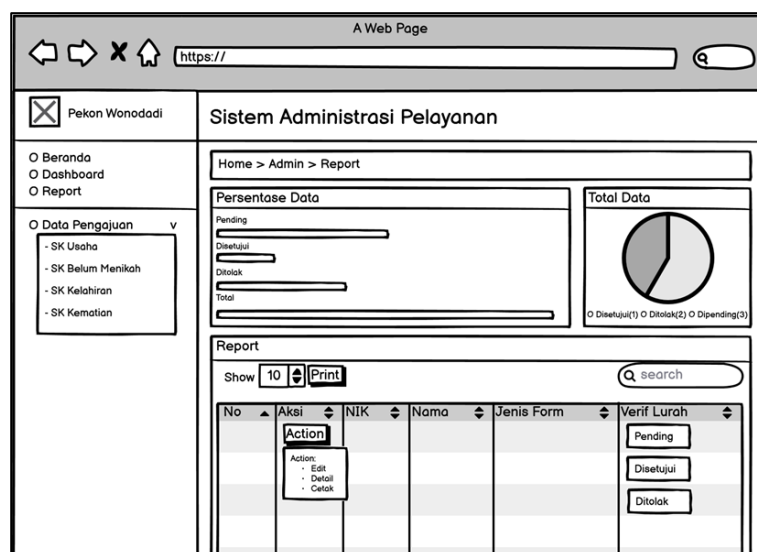 A Web Page
https://
Pekon Wonodadi
Sistem Administrasi Pelayanan
O Beranda
O Dashboard
O Report
O Data Pengajuan v
- SK Usaha
- SK Belum Menikah
- SK Kelahiran
- SK Kematian
Home > Admin > Report
Persentase Data
Pending
Disetujui
Ditolak
Total
Total Data
O Disetujui(1) O Ditolak(2) O Dipending(3)
Report
Show 10 Print
search
No Aksi NIK Nama Jenis Form Verif Lurah
Action
Action:
· Edit
· Detail
· Cetak
Pending
Disetujui
Ditolak